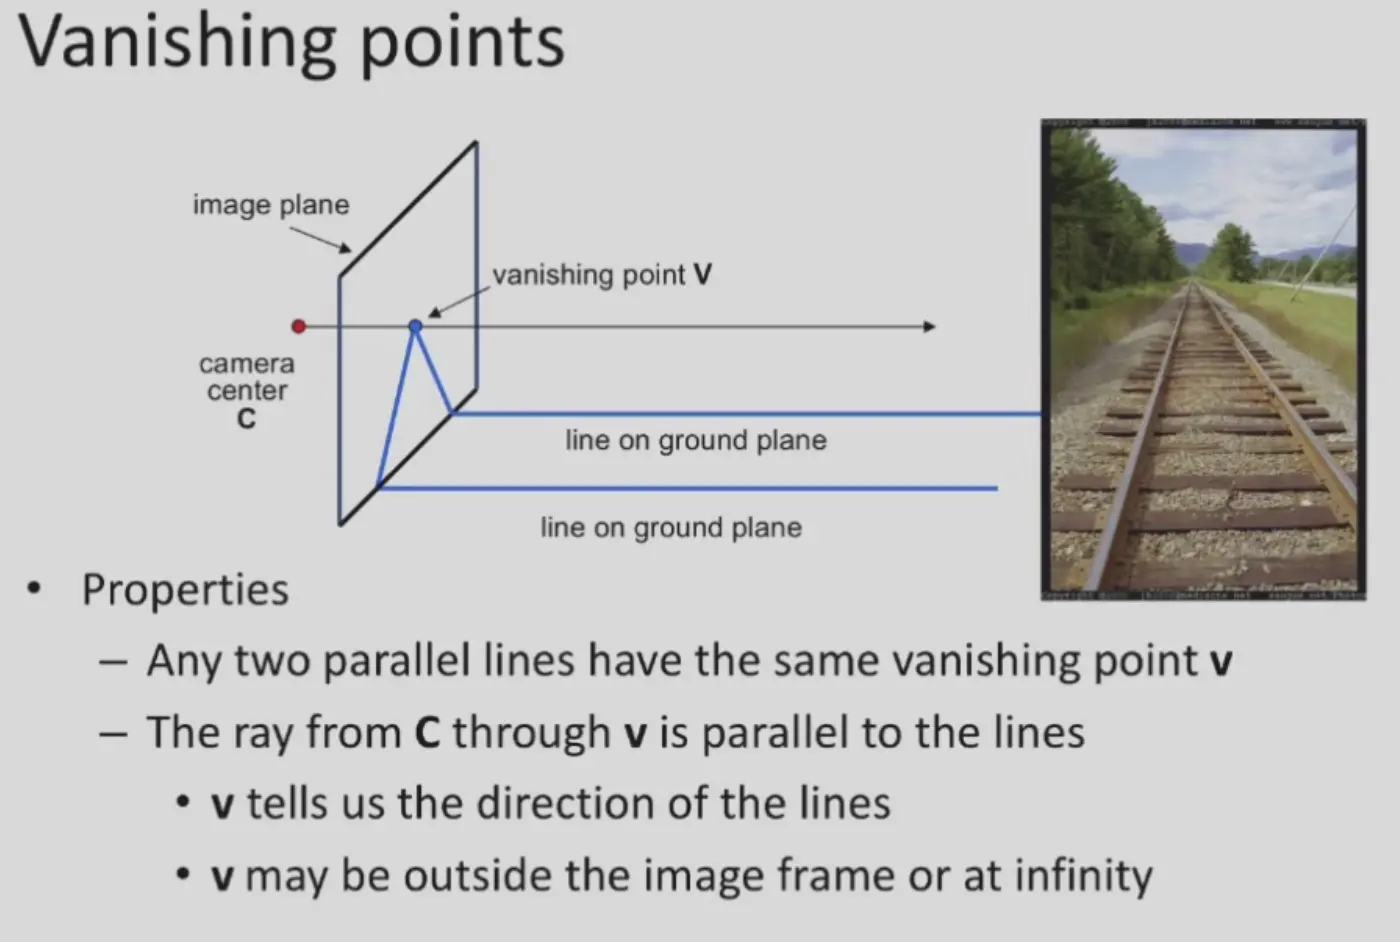 Vanishing points
image plane
vanishing point V
camera
center
C
line on ground plane
line on ground plane
• Properties
– Any two parallel lines have the same vanishing point v
– The ray from C through v is parallel to the lines
• v tells us the direction of the lines
• v may be outside the image frame or at infinity